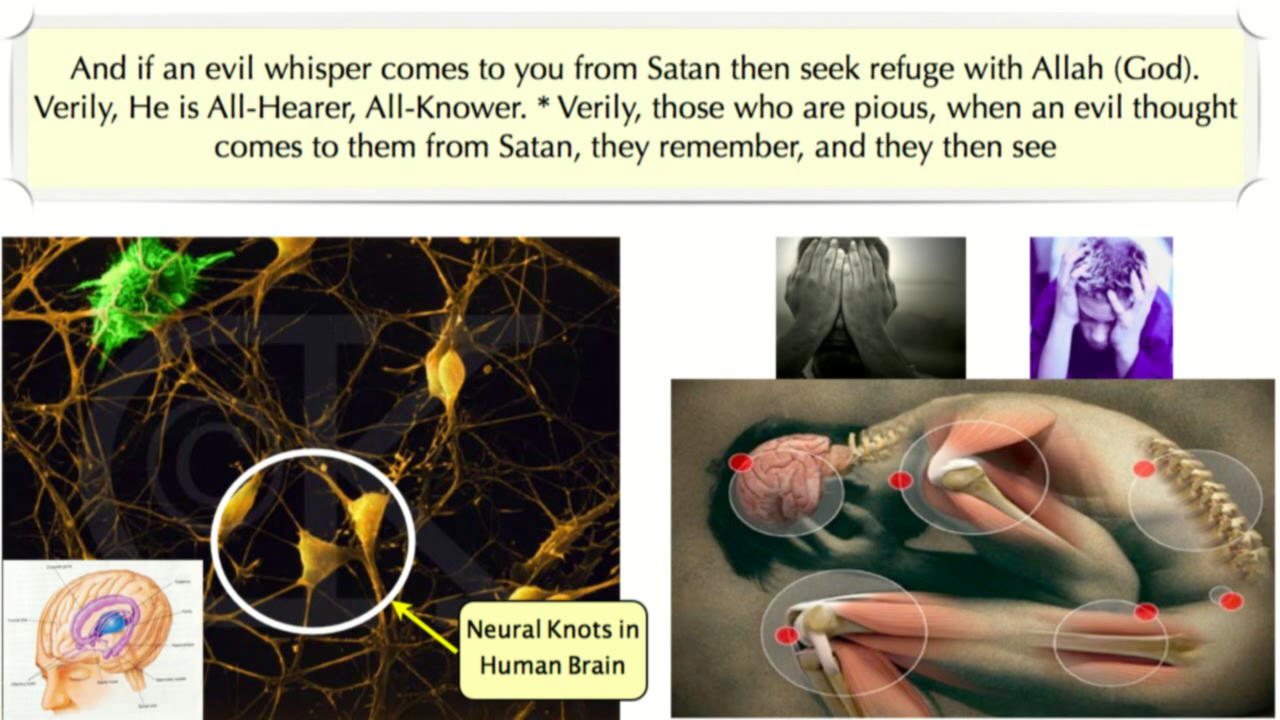 And if an evil whisper comes to you from Satan then seek refuge with Allah (God).
Verily, He is All-Hearer, All-Knower. * Verily, those who are pious, when an evil thought
comes to them from Satan, they remember, and they then see
Neural Knots in
Human Brain